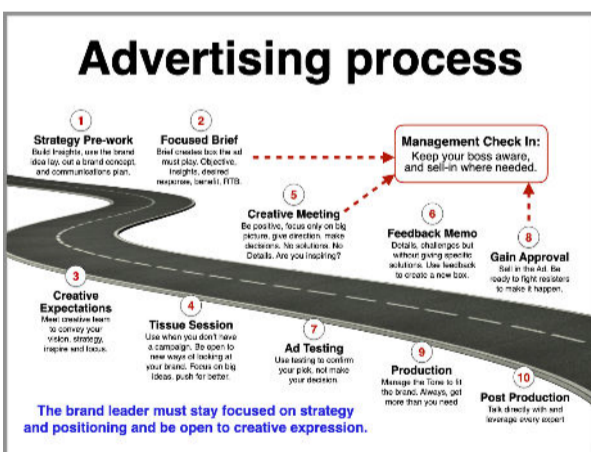 Advertising process
1
Strategy Pre-work
Build Insights, use the brand
idea lay, out a brand concept,
and communications plan.
2
Focused Brief
Brief creates box the ad
must play. Objective,
insights, desired
response, benefit, RTB.
Management Check In:
Keep your boss aware,
and sell-in where needed.
5
Creative Meeting
Be positive, focus only on big
picture, give direction, make
decisions. No solutions. No
Details. Are you inspiring?
6
Feedback Memo
Details, challenges but
without giving specific
solutions. Use feedback
to create a new box.
8
Gain Approval
Sell in the Ad. Be
ready to fight resisters
to make it happen.
3
Creative
Expectations
Meet creative team
to convey your
vision, strategy,
inspire and focus.
4
Tissue Session
Use when you don't have
a campaign. Be open to
new ways of looking at
your brand. Focus on big
ideas, push for better.
7
Ad Testing
Use testing to confirm
your pick, not make
your decision.
9
Production
Manage the Tone to fit
the brand. Always, get
more than you need
10
Post Production
Talk directly with and
leverage every expert
The brand leader must stay focused on strategy
and positioning and be open to creative expression.